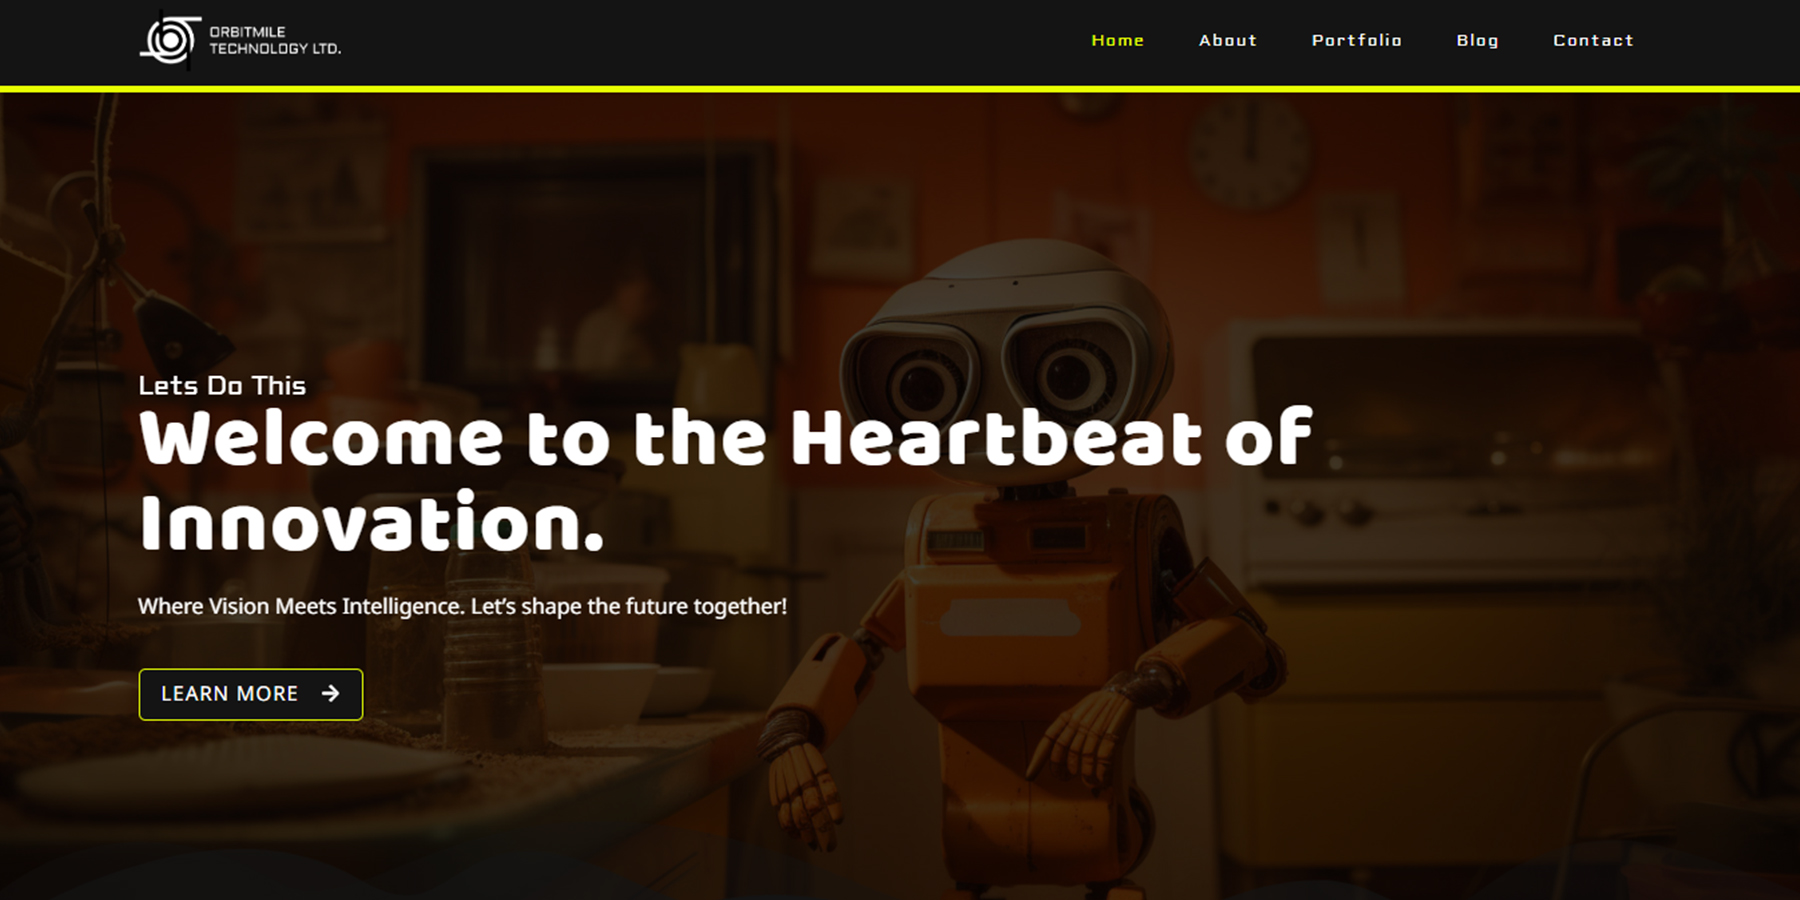 ORBITMILE
TECHNOLOGY LTD.
Home About Portfolio Blog Contact
Lets Do This
Welcome to the Heartbeat of
Innovation.
Where Vision Meets Intelligence. Let’s shape the future together!
LEARN MORE